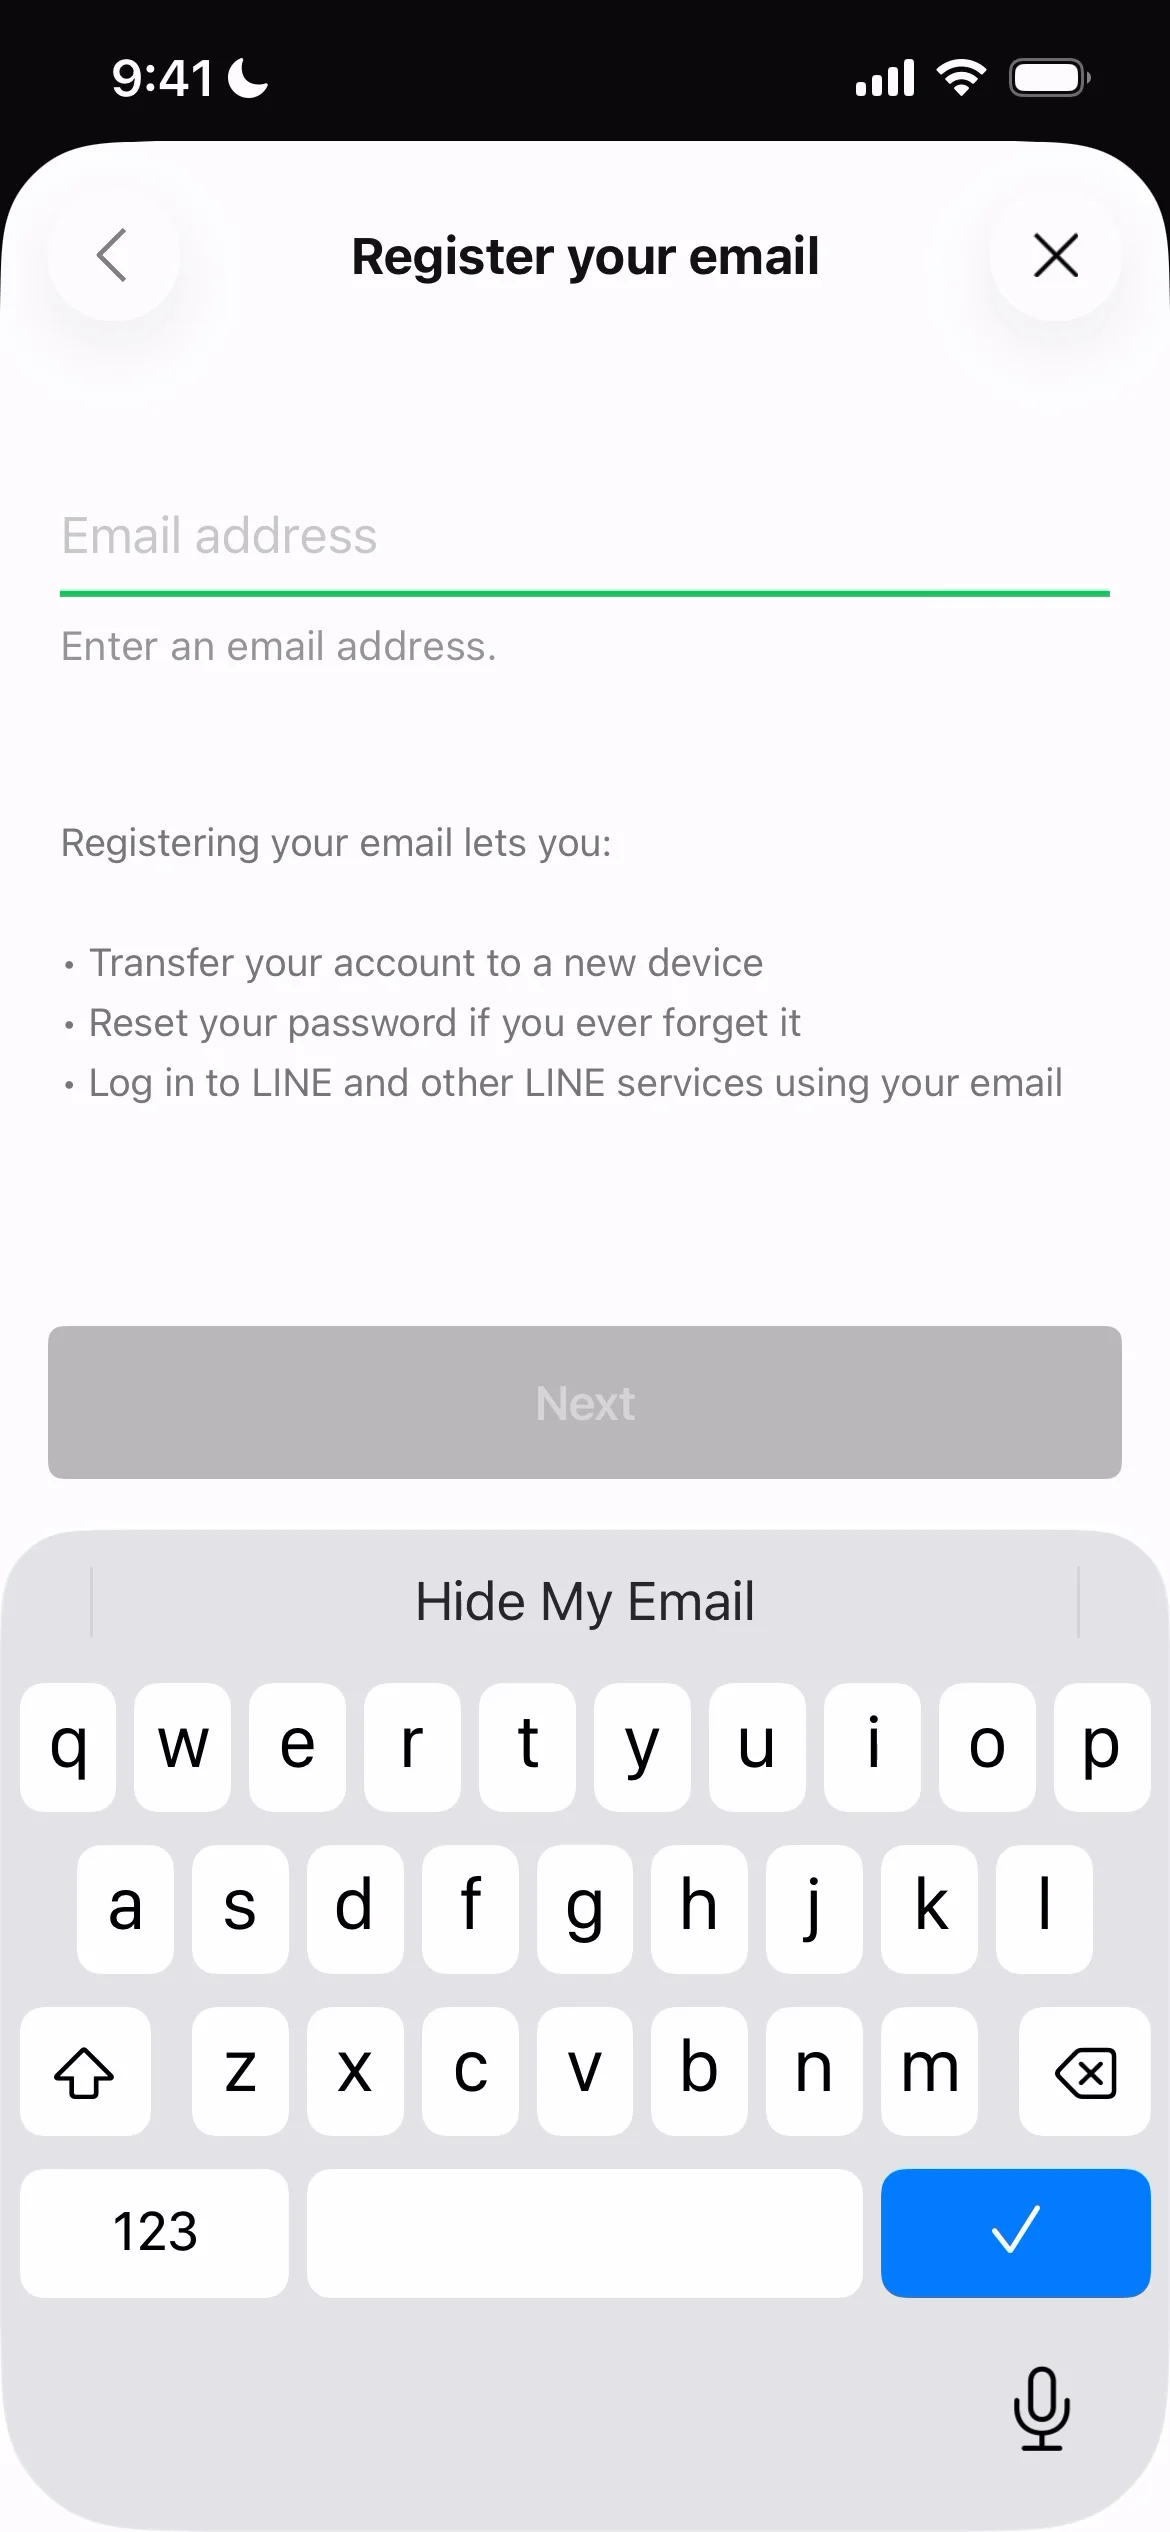 9:41
Register your email
Email address
Enter an email address.
Registering your email lets you:
• Transfer your account to a new device
• Reset your password if you ever forget it
• Log in to LINE and other LINE services using your email
Next
Hide My Email
q w e r t y u i o p
a s d f g h j k l
z x c v b n m
123